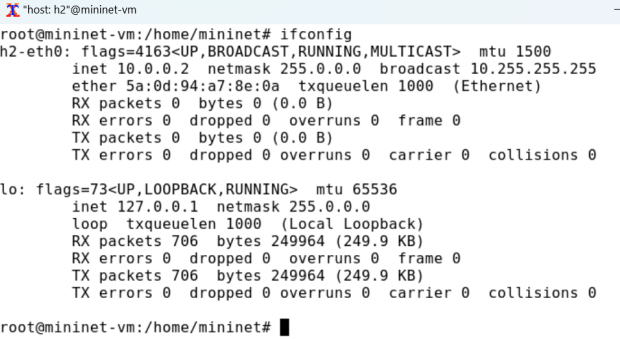 "host: h2"@mininet-vm
root@mininet-vm:/home/mininet# ifconfig
h2-eth0: flags=4163<UP,BROADCAST,RUNNING,MULTICAST>  mtu 1500
        inet 10.0.0.2  netmask 255.0.0.0  broadcast 10.255.255.255
        ether 5a:0d:94:a7:8e:0a  txqueuelen 1000  (Ethernet)
        RX packets 0  bytes 0 (0.0 B)
        RX errors 0  dropped 0  overruns 0  frame 0
        TX packets 0  bytes 0 (0.0 B)
        TX errors 0  dropped 0 overruns 0  carrier 0  collisions 0
lo: flags=73<UP,LOOPBACK,RUNNING>  mtu 65536
        inet 127.0.0.1  netmask 255.0.0.0
        loop  txqueuelen 1000  (Local Loopback)
        RX packets 706  bytes 249964 (249.9 KB)
        RX errors 0  dropped 0  overruns 0  frame 0
        TX packets 706  bytes 249964 (249.9 KB)
        TX errors 0  dropped 0 overruns 0  carrier 0  collisions 0
root@mininet-vm:/home/mininet#